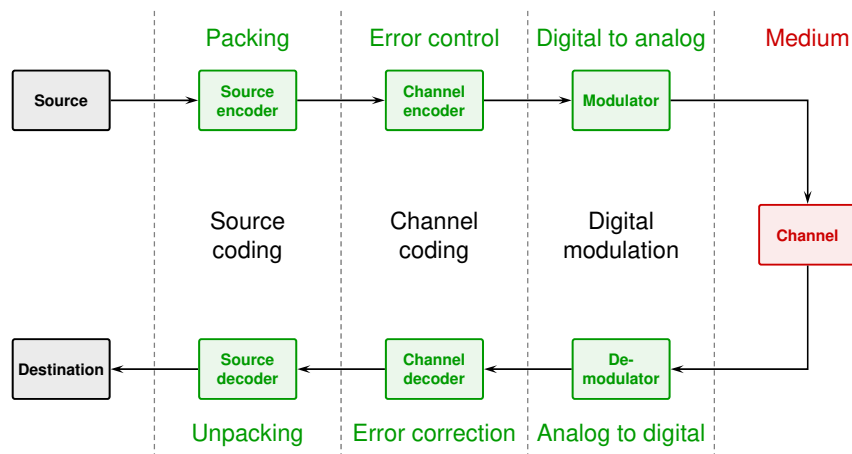 Packing
Error control
Digital to analog
Medium
Source
Source
encoder
Channel
encoder
Modulator
Source
coding
Channel
coding
Digital
modulation
Channel
Destination
Source
decoder
Channel
decoder
De-
modulator
Unpacking
Error correction
Analog to digital